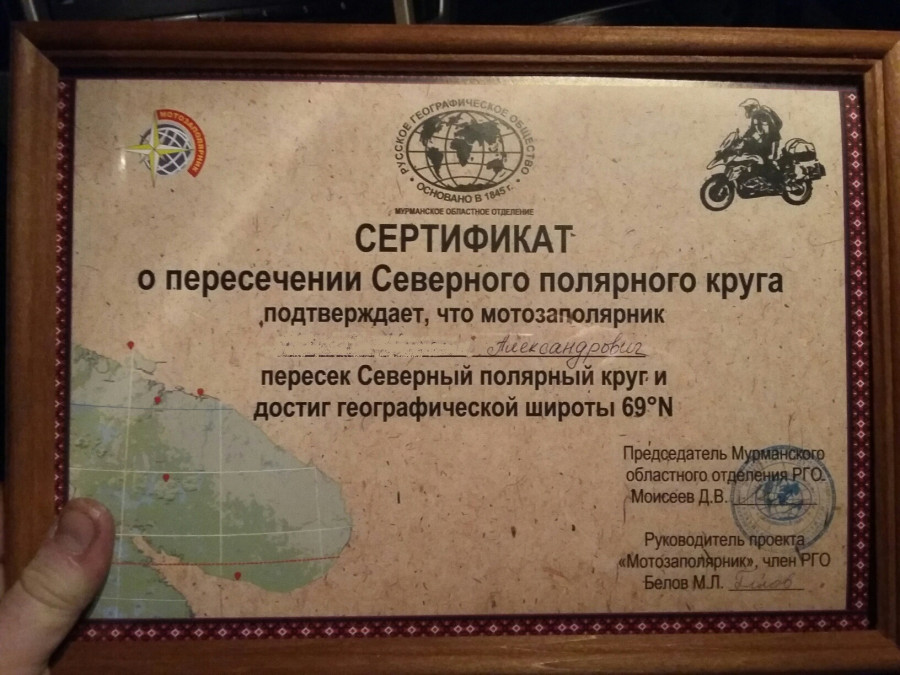 МОТОЗАПОЛЯРНИК
РУССКОЕ ГЕОГРАФИЧЕСКОЕ ОБЩЕСТВО
• ОСНОВАНО В 1845 г. •
МУРМАНСКОЕ ОБЛАСТНОЕ ОТДЕЛЕНИЕ
СЕРТИФИКАТ
о пересечении Северного полярного круга
подтверждает, что мотозаполярник
Александрович
пересек Северный полярный круг и
достиг географической широты 69°N
Председатель Мурманского
областного отделения РГО
Моисеев Д.В.
Руководитель проекта
«Мотозаполярник», член РГО
Белов М.Л. Белов